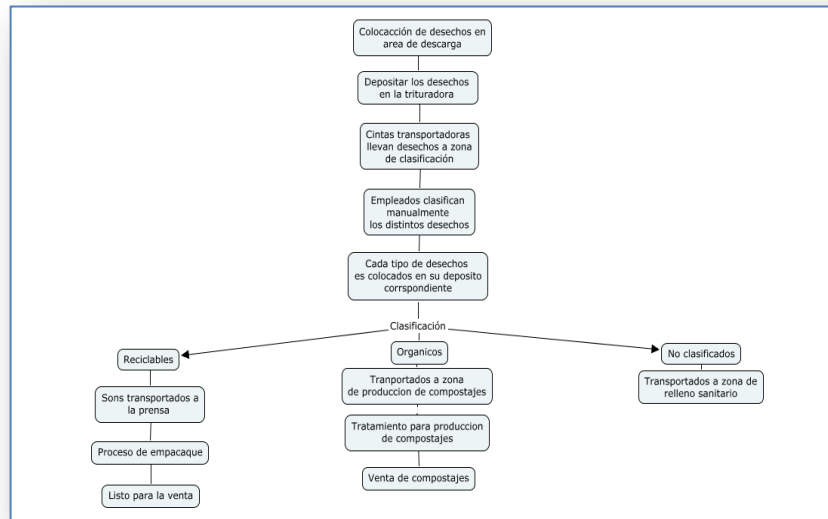 Colocacción de desechos en
area de descarga
Depositar los desechos
en la trituradora
Cintas transportadoras
llevan desechos a zona
de clasificación
Empleados clasifican
manualmente
los distintos desechos
Cada tipo de desechos
es colocados en su deposito
corrspondiente
Clasificación
Reciclables
Sons transportados a
la prensa
Proceso de empacaque
Listo para la venta
Organicos
Tranportados a zona
de produccion de compostajes
Tratamiento para produccion
de compostajes
Venta de compostajes
No clasificados
Transportados a zona de
relleno sanitario